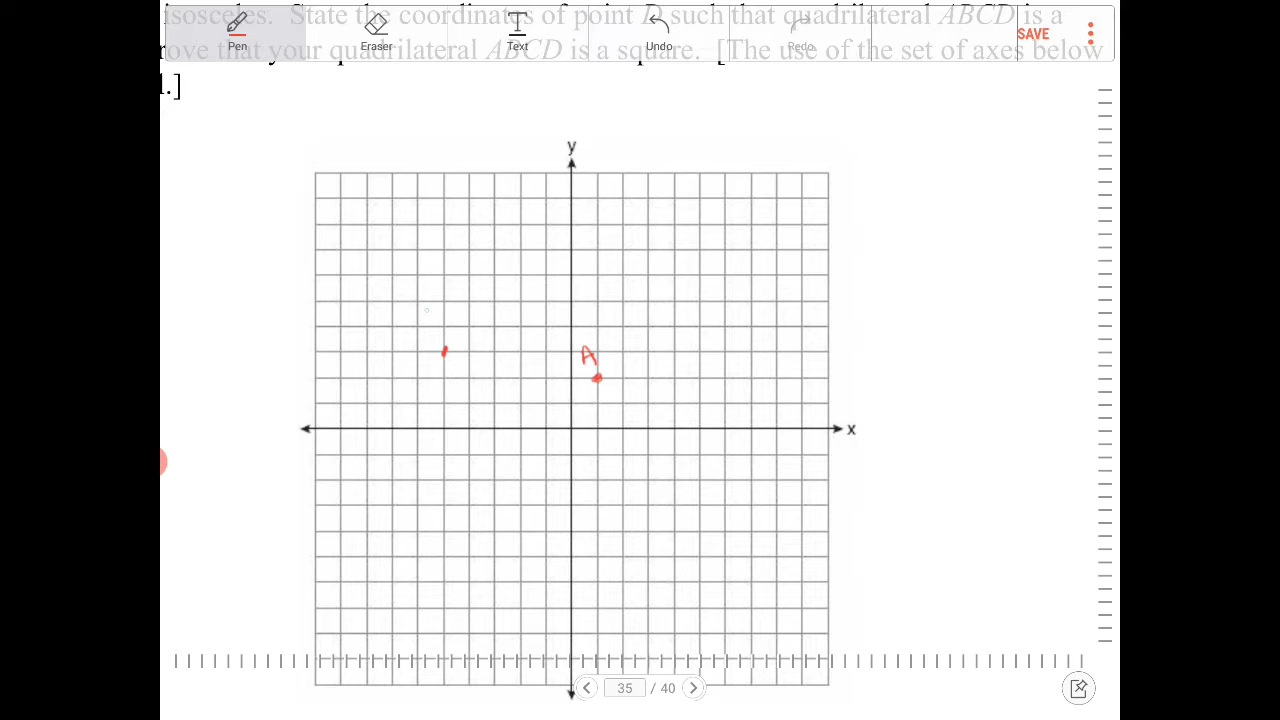 isosceles. State the coordinates of point D such that quadrilateral ABCD is a
that your quadrilateral ABCD is a square. [The use of the set of axes below
.]
Pen
Eraser
Text
Undo
Redo
SAVE
y
A
x
35 / 40